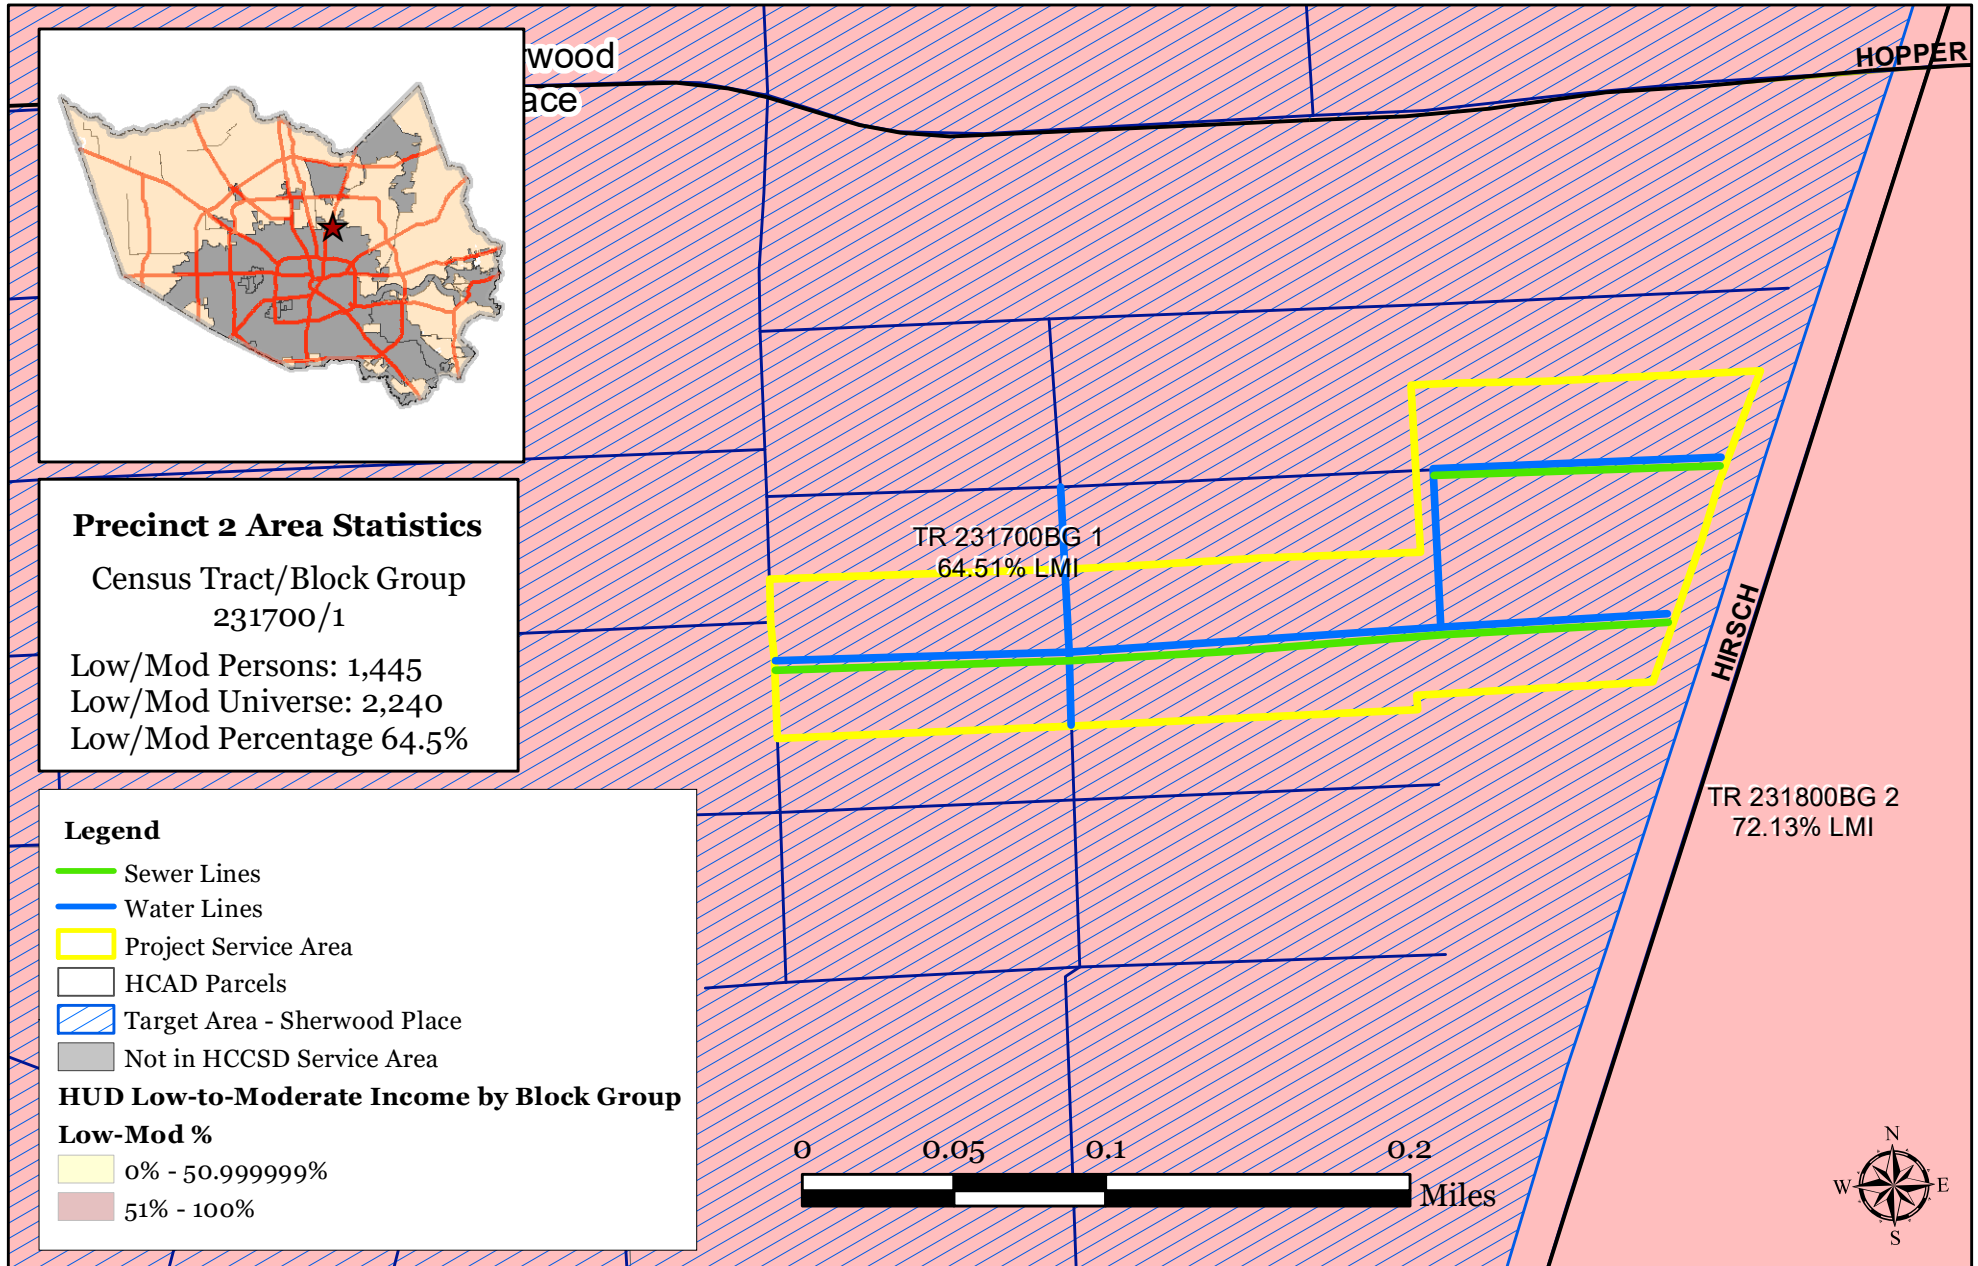 wood
ace
HOPPER
Precinct 2 Area Statistics
Census Tract/Block Group
231700/1
Low/Mod Persons: 1,445
Low/Mod Universe: 2,240
Low/Mod Percentage 64.5%
TR 231700BG 1
64.51% LMI
HIRSCH
TR 231800BG 2
72.13% LMI
Legend
Sewer Lines
Water Lines
Project Service Area
HCAD Parcels
Target Area - Sherwood Place
Not in HCCSD Service Area
HUD Low-to-Moderate Income by Block Group
Low-Mod %
0% - 50.999999%
51% - 100%
0 0.05 0.1 0.2
Miles
N
W E
S